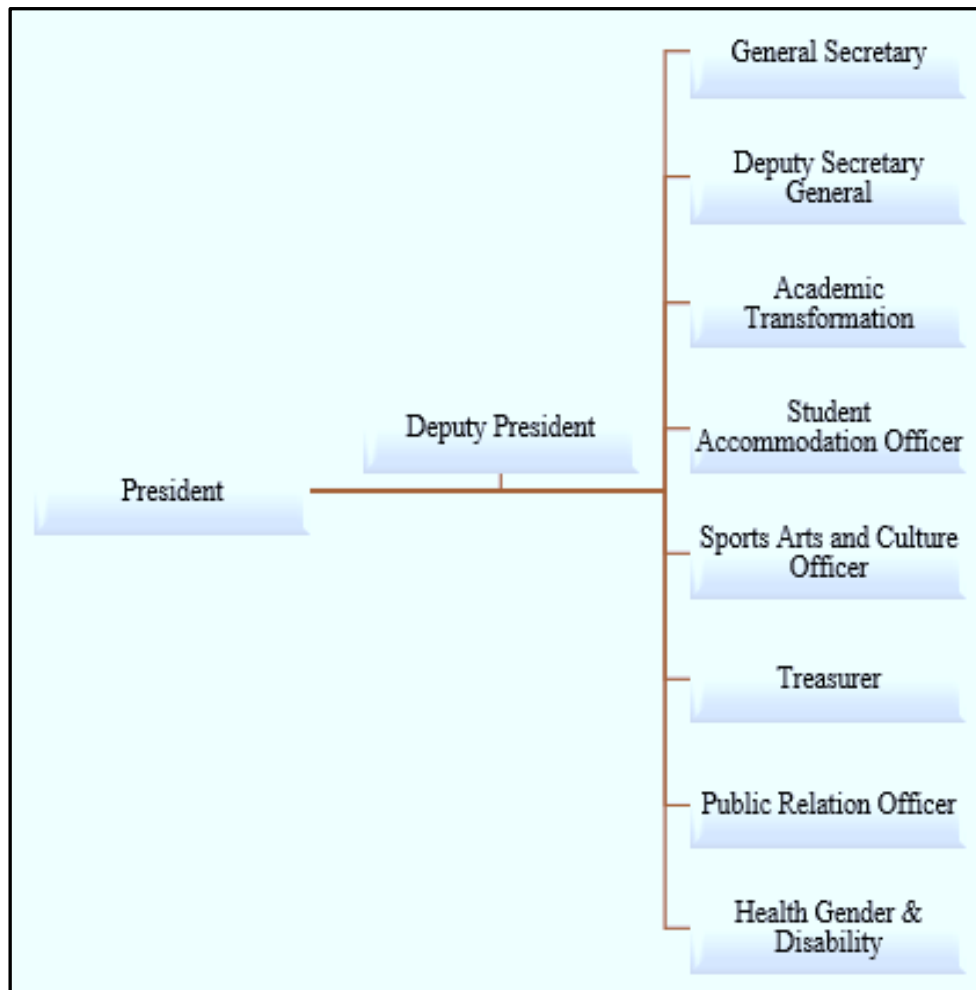 President
Deputy President
General Secretary
Deputy Secretary
General
Academic
Transformation
Student
Accommodation Officer
Sports Arts and Culture
Officer
Treasurer
Public Relation Officer
Health Gender &
Disability